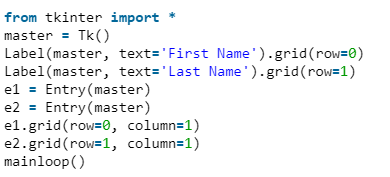 from tkinter import *
master = Tk()
Label(master, text='First Name').grid(row=0)
Label(master, text='Last Name').grid(row=1)
e1 = Entry(master)
e2 = Entry(master)
e1.grid(row=0, column=1)
e2.grid(row=1, column=1)
mainloop()